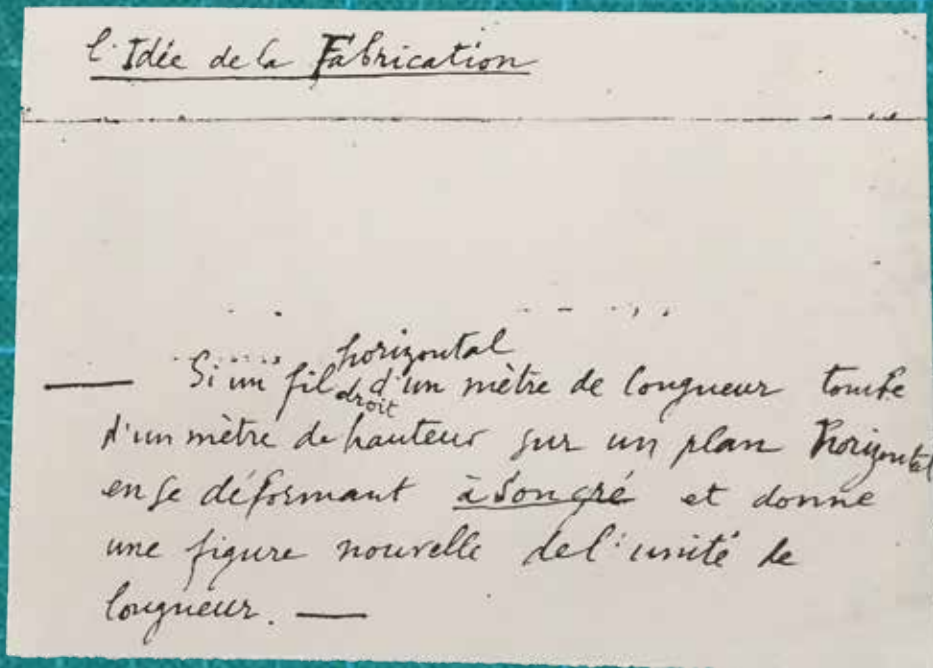 l'Idée de la Fabrication
horizontal
— Si un fil droit d'un mètre de longueur tombe
d'un mètre de hauteur sur un plan horizontal
en se déformant à son gré et donne
une figure nouvelle de l'unité de
longueur. —